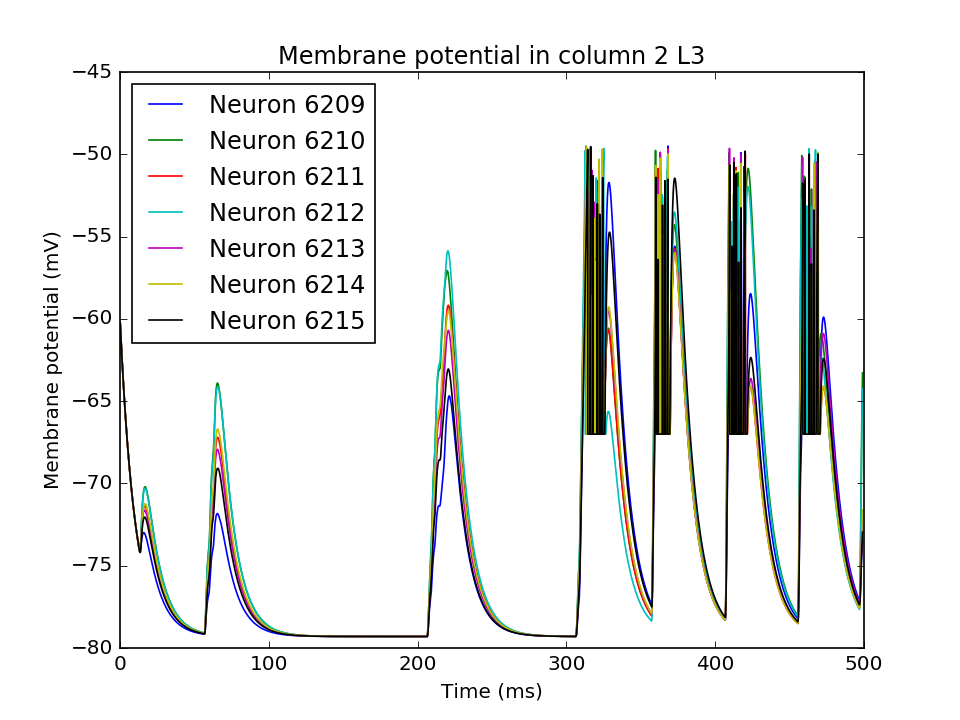 Membrane potential in column 2 L3
−45
−50
−55
−60
−65
−70
−75
−80
Membrane potential (mV)
Neuron 6209
Neuron 6210
Neuron 6211
Neuron 6212
Neuron 6213
Neuron 6214
Neuron 6215
0 100 200 300 400 500
Time (ms)